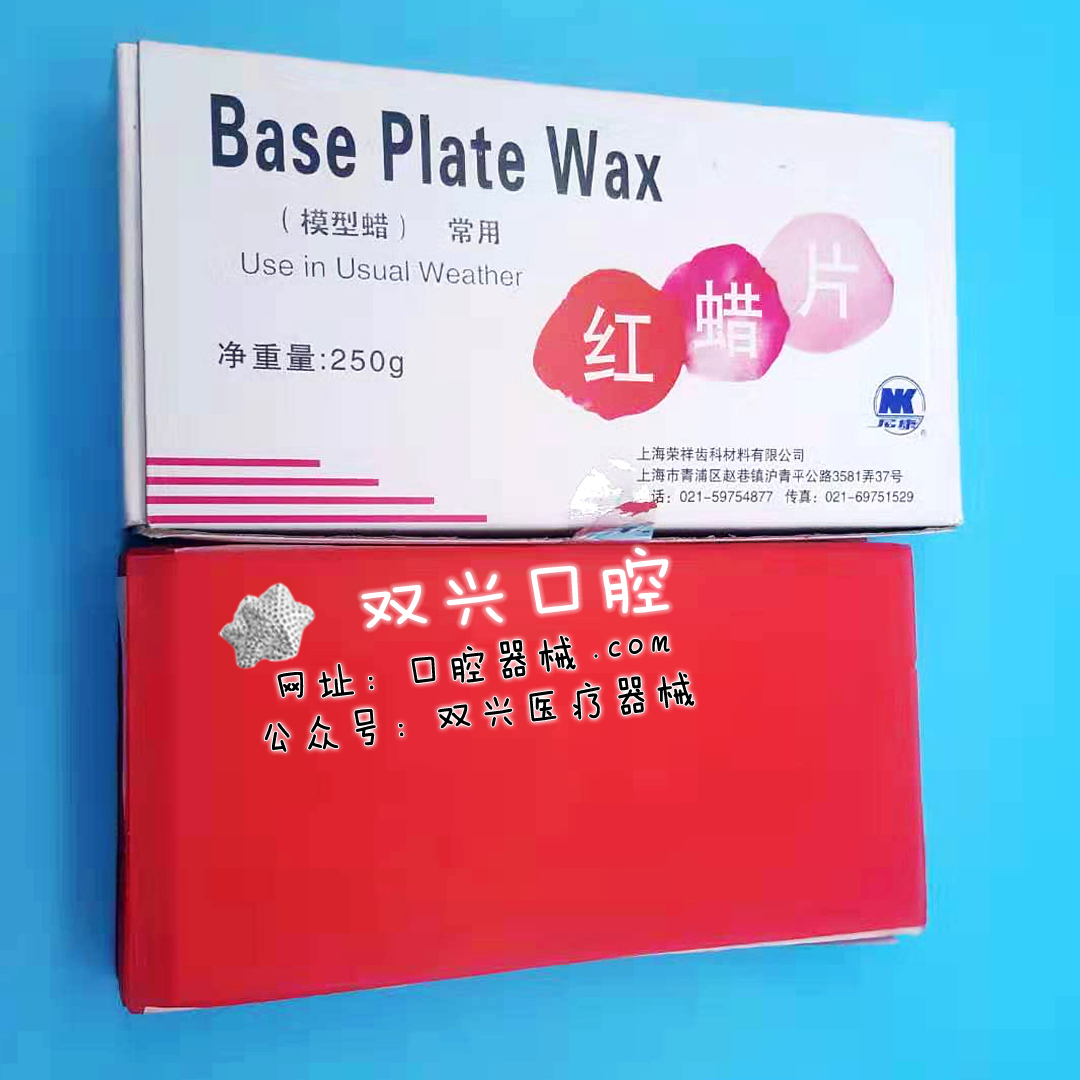 Base Plate Wax
（模型蜡） 常用
Use in Usual Weather
红蜡片
净重量:250g
NK
尼康
®
上海荣祥齿科材料有限公司
上海市青浦区赵巷镇沪青平公路3581弄37号
话：021-59754877 传真：021-69751529
双兴口腔
网址：口腔器械.com
公众号：双兴医疗器械